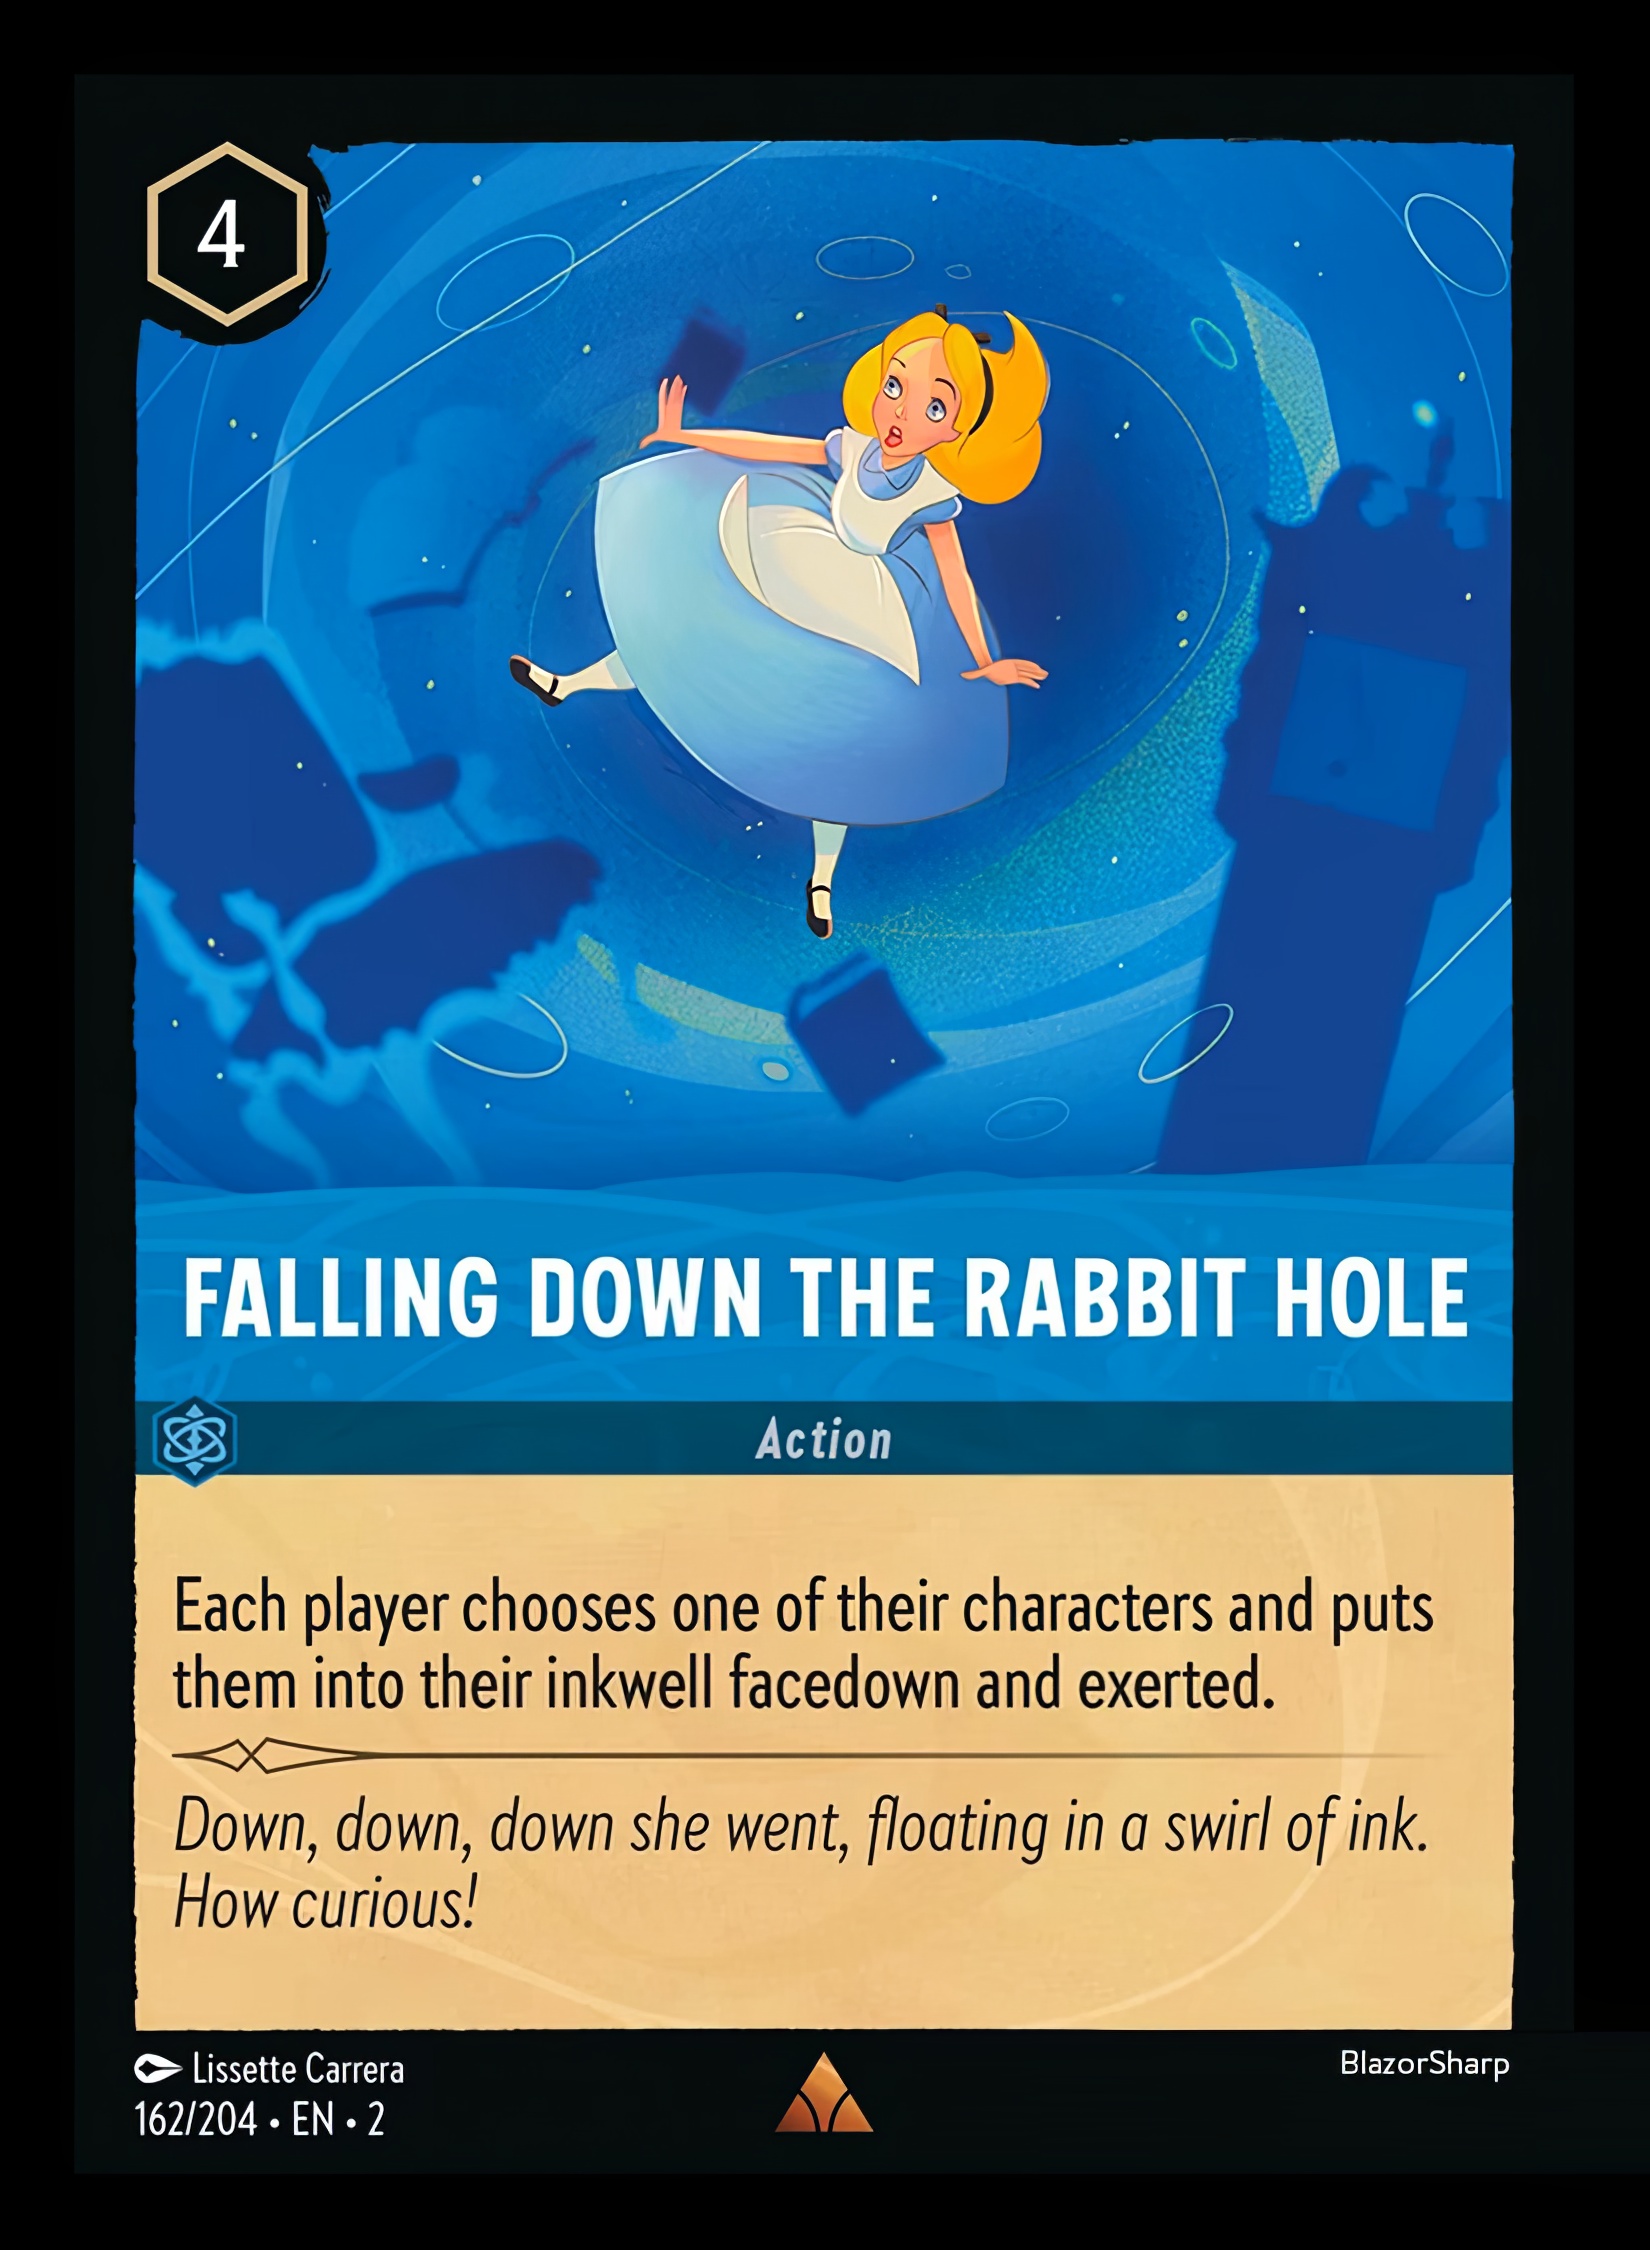 4
FALLING DOWN THE RABBIT HOLE
Action
Each player chooses one of their characters and puts
them into their inkwell facedown and exerted.
Down, down, down she went, floating in a swirl of ink.
How curious!
Lissette Carrera
BlazorSharp
162/204 • EN • 2